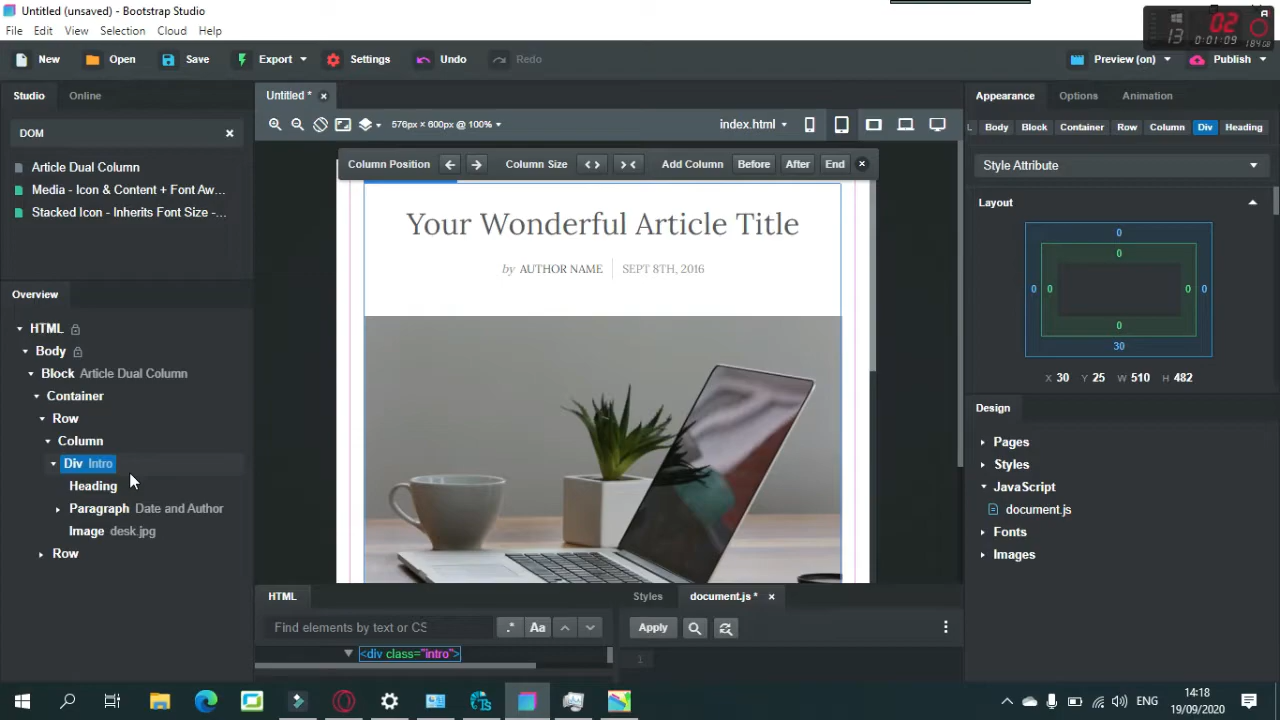 Untitled (unsaved) - Bootstrap Studio
A
02
13
0:01:09
184GB
File Edit View Selection Cloud Help
New Open Save Export Settings Undo Redo Preview (on) Publish
Studio Online
Untitled *
Appearance Options Animation
DOM
576px × 600px @ 100%
index.html
L Body Block Container Row Column Div Heading
Article Dual Column
Media - Icon & Content + Font Aw...
Stacked Icon - Inherits Font Size -...
Column Position Column Size Add Column Before After End
Style Attribute
Layout
0
0
0 0 0 0
0
30
X 30 Y 25 W 510 H 482
Your Wonderful Article Title
by AUTHOR NAME SEPT 8TH, 2016
Overview
HTML
Body
Block Article Dual Column
Container
Row
Column
Div Intro
Heading
Paragraph Date and Author
Image desk.jpg
Row
Design
Pages
Styles
JavaScript
document.js
Fonts
Images
HTML
Styles document.js *
Find elements by text or CS
.* Aa
Apply
<div class="intro">
1
ENG
14:18
19/09/2020